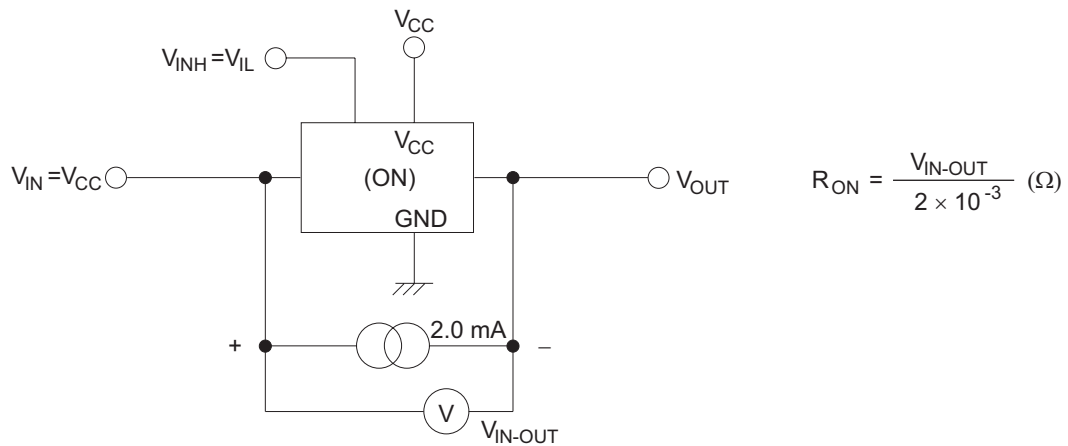 VCC
VINH=VIL
VCC
VIN=VCC
(ON)
VOUT
GND
RON = VIN-OUT / 2 × 10-3 (Ω)
2.0 mA
+
–
V
VIN-OUT